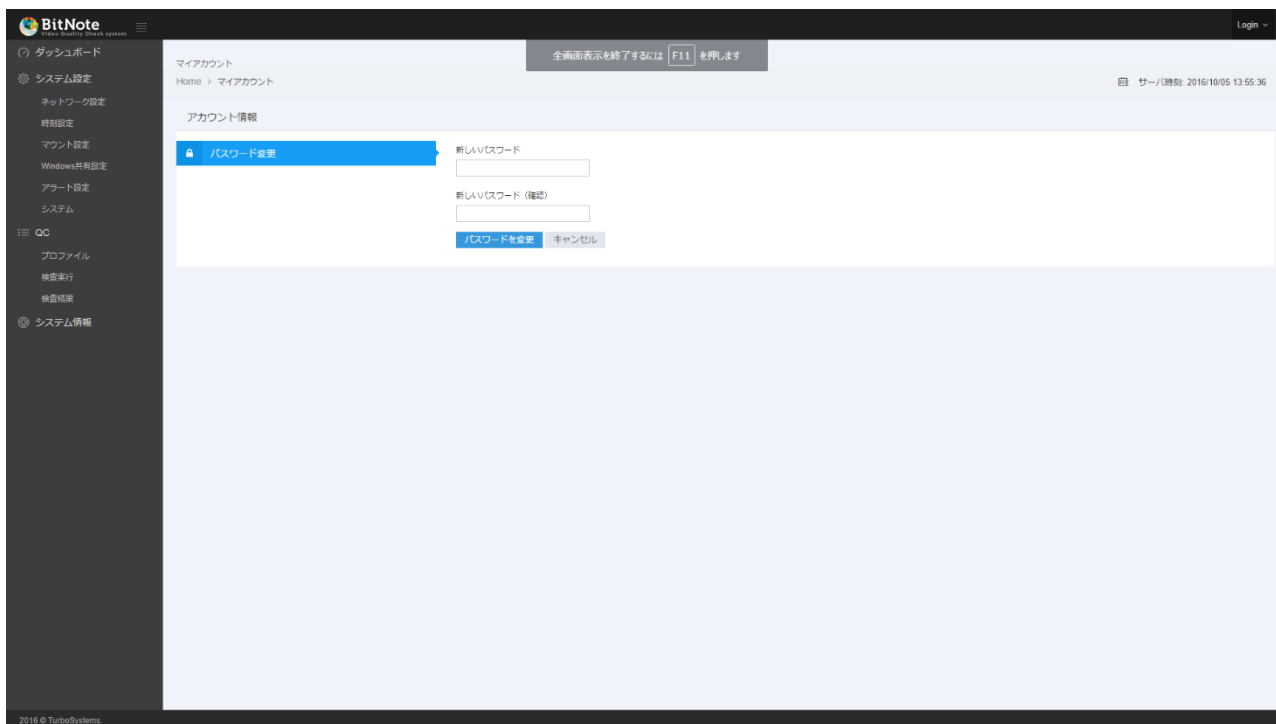 BitNote
Video Quality Check system
Login
全画面表示を終了するには F11 を押します
ダッシュボード
システム設定
ネットワーク設定
時刻設定
マウント設定
Windows共有設定
アラート設定
システム
QC
プロファイル
検査実行
検査結果
システム情報
マイアカウント
Home > マイアカウント
サーバ時刻: 2016/10/05 13:55:36
アカウント情報
パスワード変更
新しいパスワード
新しいパスワード（確認）
パスワードを変更 キャンセル
2016 © TurboSystems.